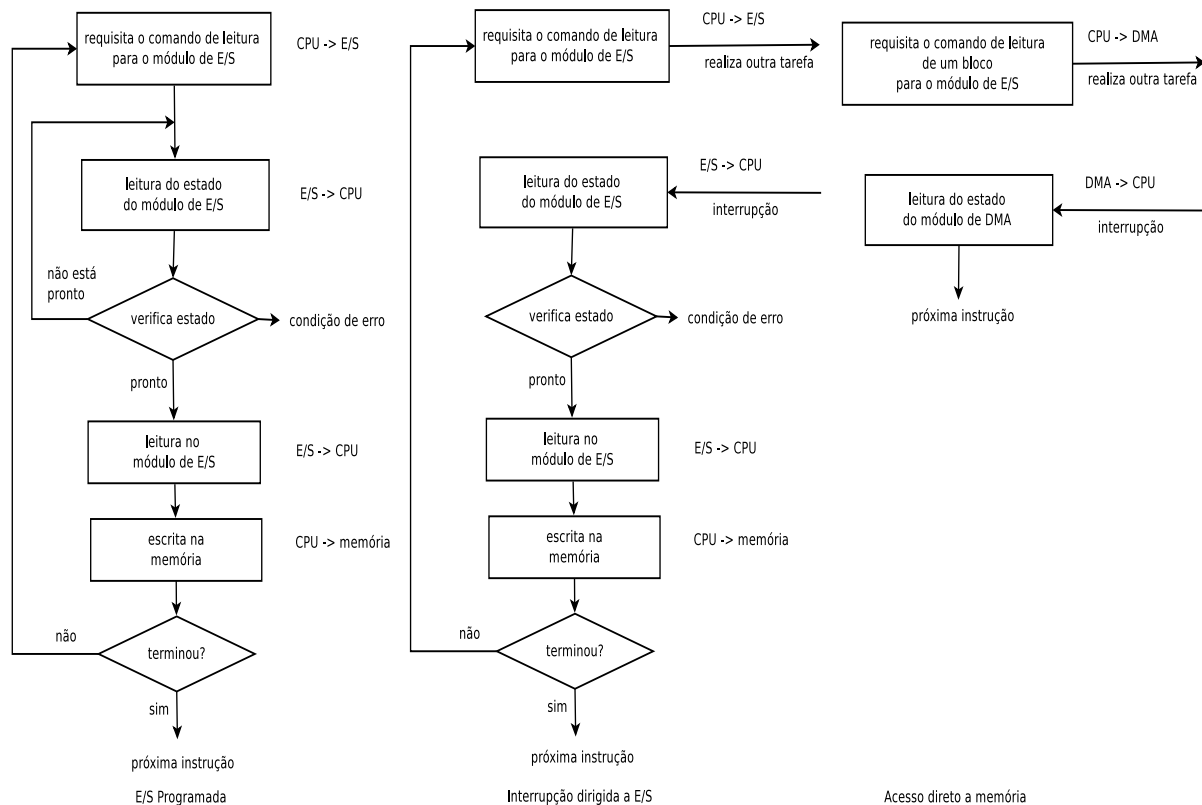 requisita o comando de leitura
para o módulo de E/S
CPU -> E/S
leitura do estado
do módulo de E/S
E/S -> CPU
não está
pronto
verifica estado
condição de erro
pronto
leitura no
módulo de E/S
E/S -> CPU
escrita na
memória
CPU -> memória
não
terminou?
sim
próxima instrução
E/S Programada
requisita o comando de leitura
para o módulo de E/S
CPU -> E/S
realiza outra tarefa
leitura do estado
do módulo de E/S
E/S -> CPU
interrupção
verifica estado
condição de erro
pronto
leitura no
módulo de E/S
E/S -> CPU
escrita na
memória
CPU -> memória
não
terminou?
sim
próxima instrução
Interrupção dirigida a E/S
requisita o comando de leitura
de um bloco
para o módulo de E/S
CPU -> DMA
realiza outra tarefa
leitura do estado
do módulo de DMA
DMA -> CPU
interrupção
próxima instrução
Acesso direto a memória